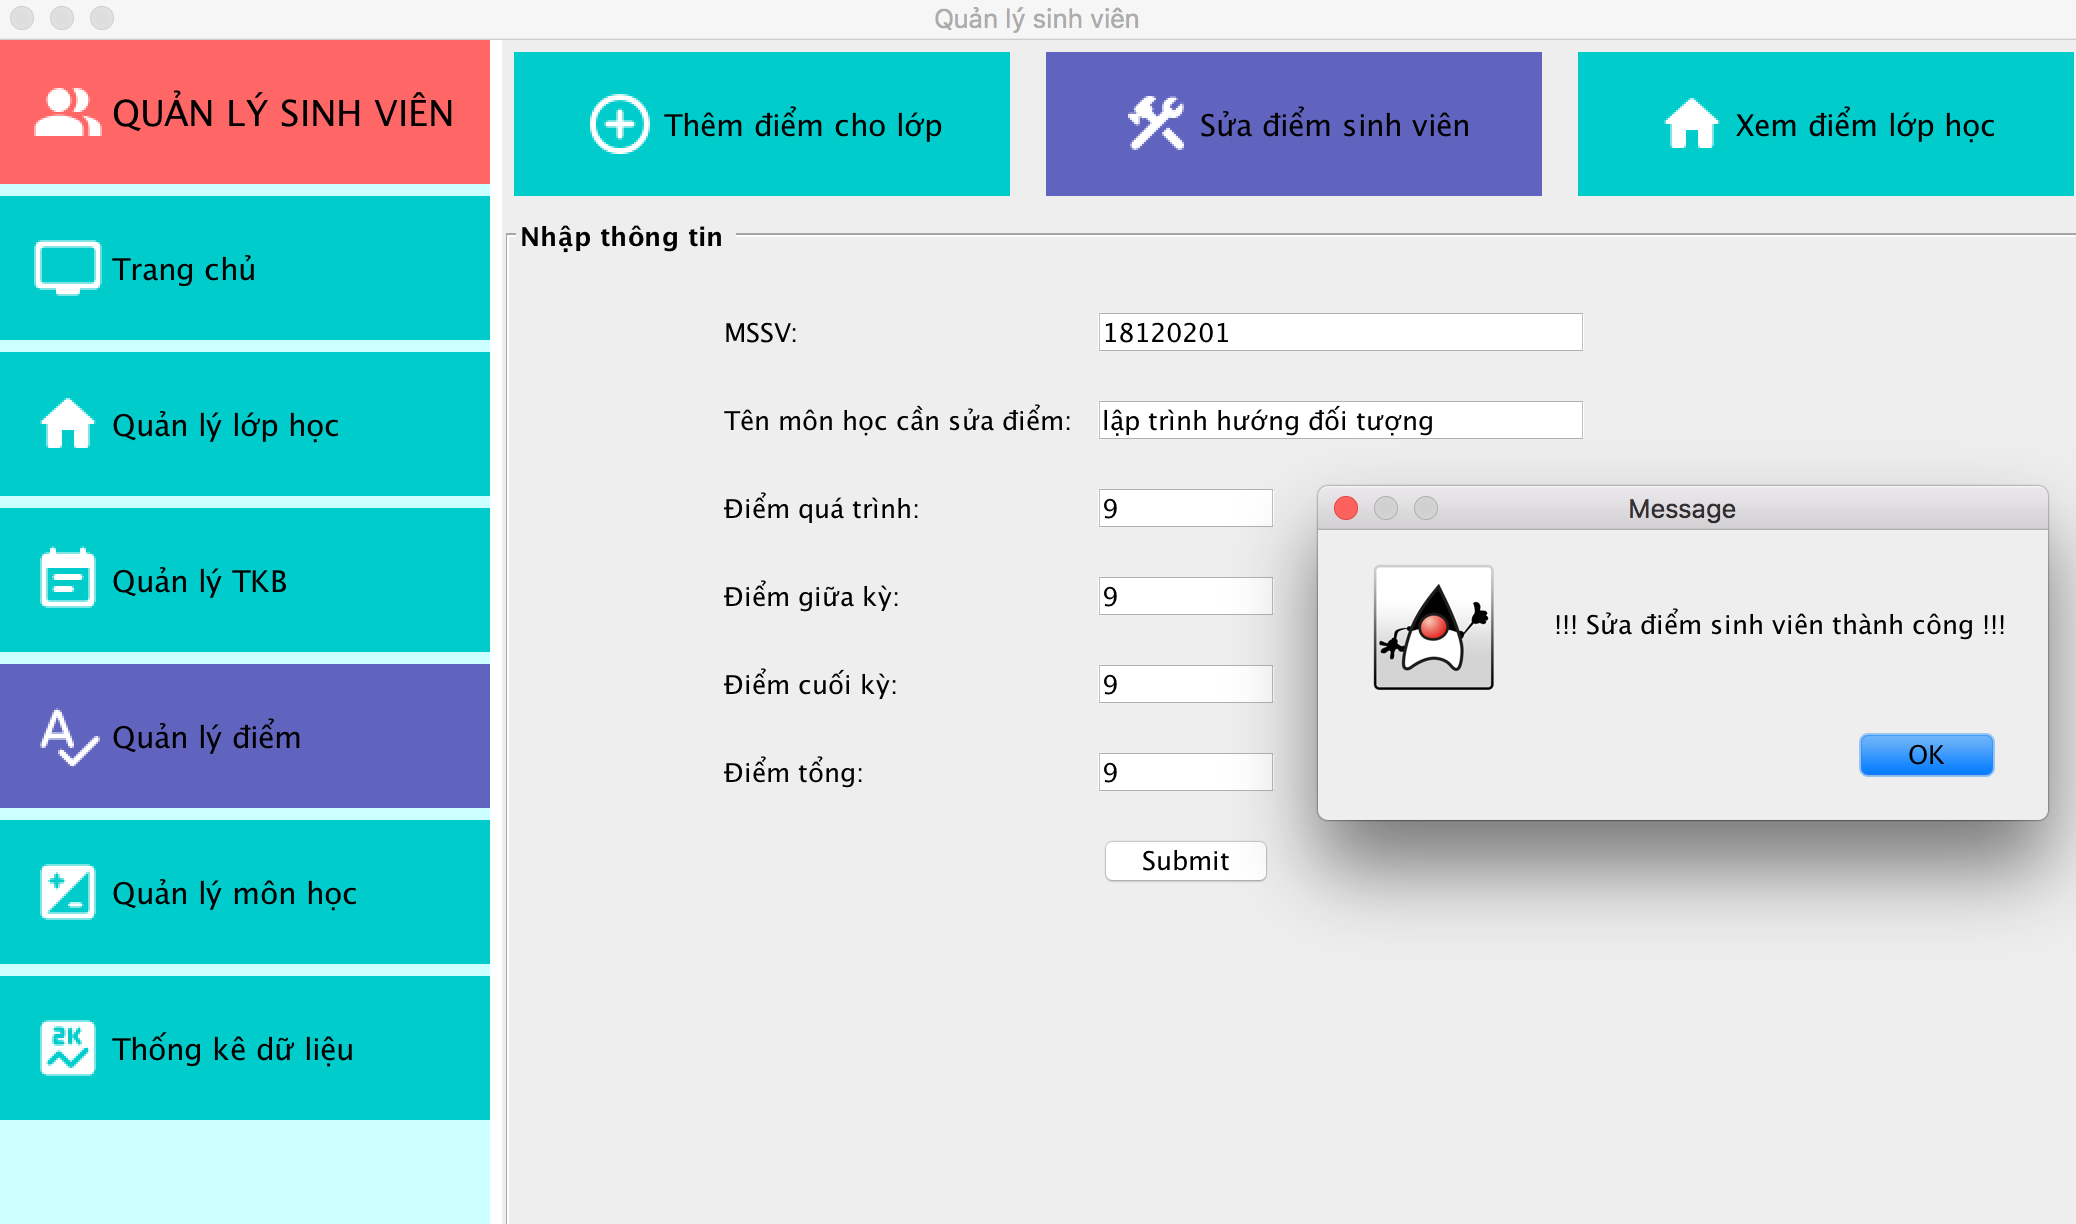 Quản lý sinh viên
QUẢN LÝ SINH VIÊN
Trang chủ
Quản lý lớp học
Quản lý TKB
Quản lý điểm
Quản lý môn học
2K
Thống kê dữ liệu
Thêm điểm cho lớp
Sửa điểm sinh viên
Xem điểm lớp học
Nhập thông tin
MSSV:
18120201
Tên môn học cần sửa điểm:
lập trình hướng đối tượng
Điểm quá trình:
9
Điểm giữa kỳ:
9
Điểm cuối kỳ:
9
Điểm tổng:
9
Submit
Message
!!! Sửa điểm sinh viên thành công !!!
OK